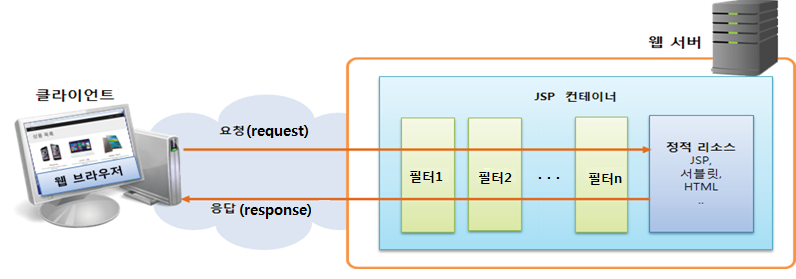 웹 서버
클라이언트
JSP 컨테이너
요청(request)
정적 리소스
JSP,
서블릿,
HTML
..
필터1
필터2
· · ·
필터n
웹 브라우저
응답(response)